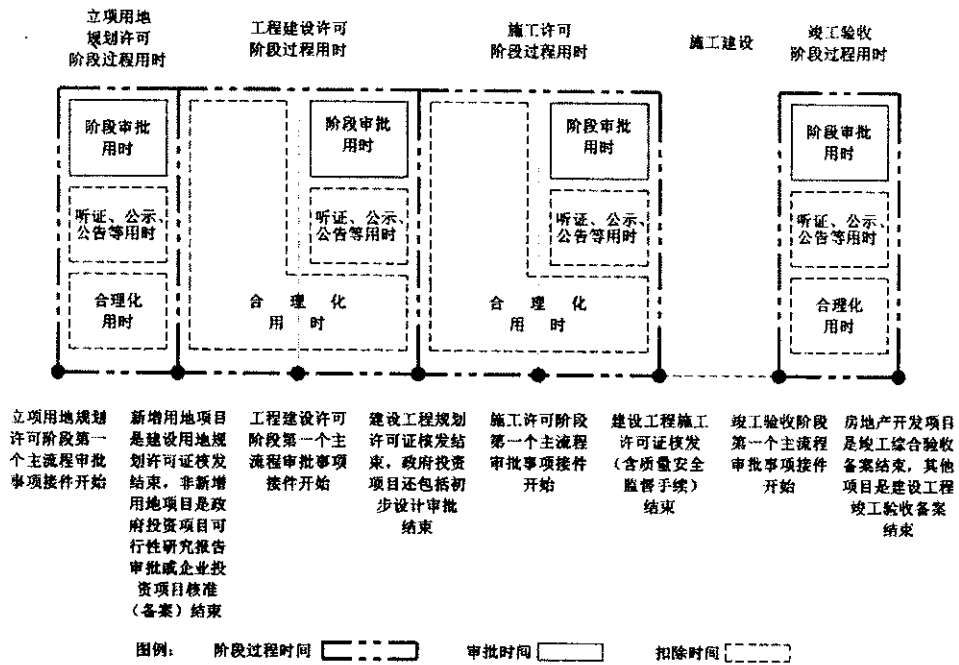 立项用地
规划许可
阶段过程用时
工程建设许可
阶段过程用时
施工许可
阶段过程用时
施工建设
竣工验收
阶段过程用时
阶段审批
用时
听证、公示、
公告等用时
合理化
用时
阶段审批
用时
听证、公示、
公告等用时
合 理 化
用 时
阶段审批
用时
听证、公示、
公告等用时
合 理 化
用 时
阶段审批
用时
听证、公示、
公告等用时
合理化
用时
立项用地规划
许可阶段第一
个主流程审批
事项接件开始
新增用地项目
是建设用地规
划许可证核发
结束，非新增
用地项目是政
府投资项目可
行性研究报告
审批或企业投
资项目核准
（备案）结束
工程建设许可
阶段第一个主
流程审批事项
接件开始
建设工程规划
许可证核发结
束，政府投资
项目还包括初
步设计审批
结束
施工许可阶段
第一个主流程
审批事项接件
开始
建设工程施工
许可证核发
（含质量安全
监督手续）
结束
竣工验收阶段
第一个主流程
审批事项接件
开始
房地产开发项目
是竣工综合验收
备案结束，其他
项目是建设工程
竣工验收备案
结束
图例： 阶段过程时间 审批时间 扣除时间